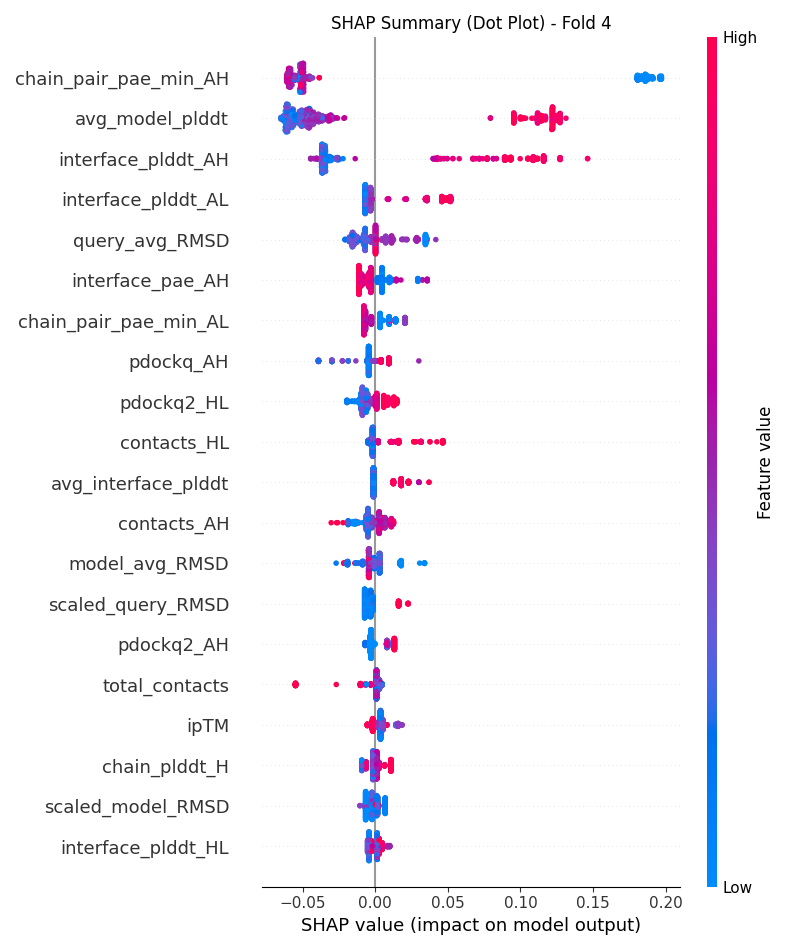 SHAP Summary (Dot Plot) - Fold 4
High
chain_pair_pae_min_AH
avg_model_plddt
interface_plddt_AH
interface_plddt_AL
query_avg_RMSD
interface_pae_AH
chain_pair_pae_min_AL
pdockq_AH
pdockq2_HL
contacts_HL
avg_interface_plddt
contacts_AH
model_avg_RMSD
scaled_query_RMSD
pdockq2_AH
total_contacts
ipTM
chain_plddt_H
scaled_model_RMSD
interface_plddt_HL
Feature value
Low
−0.05 0.00 0.05 0.10 0.15 0.20
SHAP value (impact on model output)